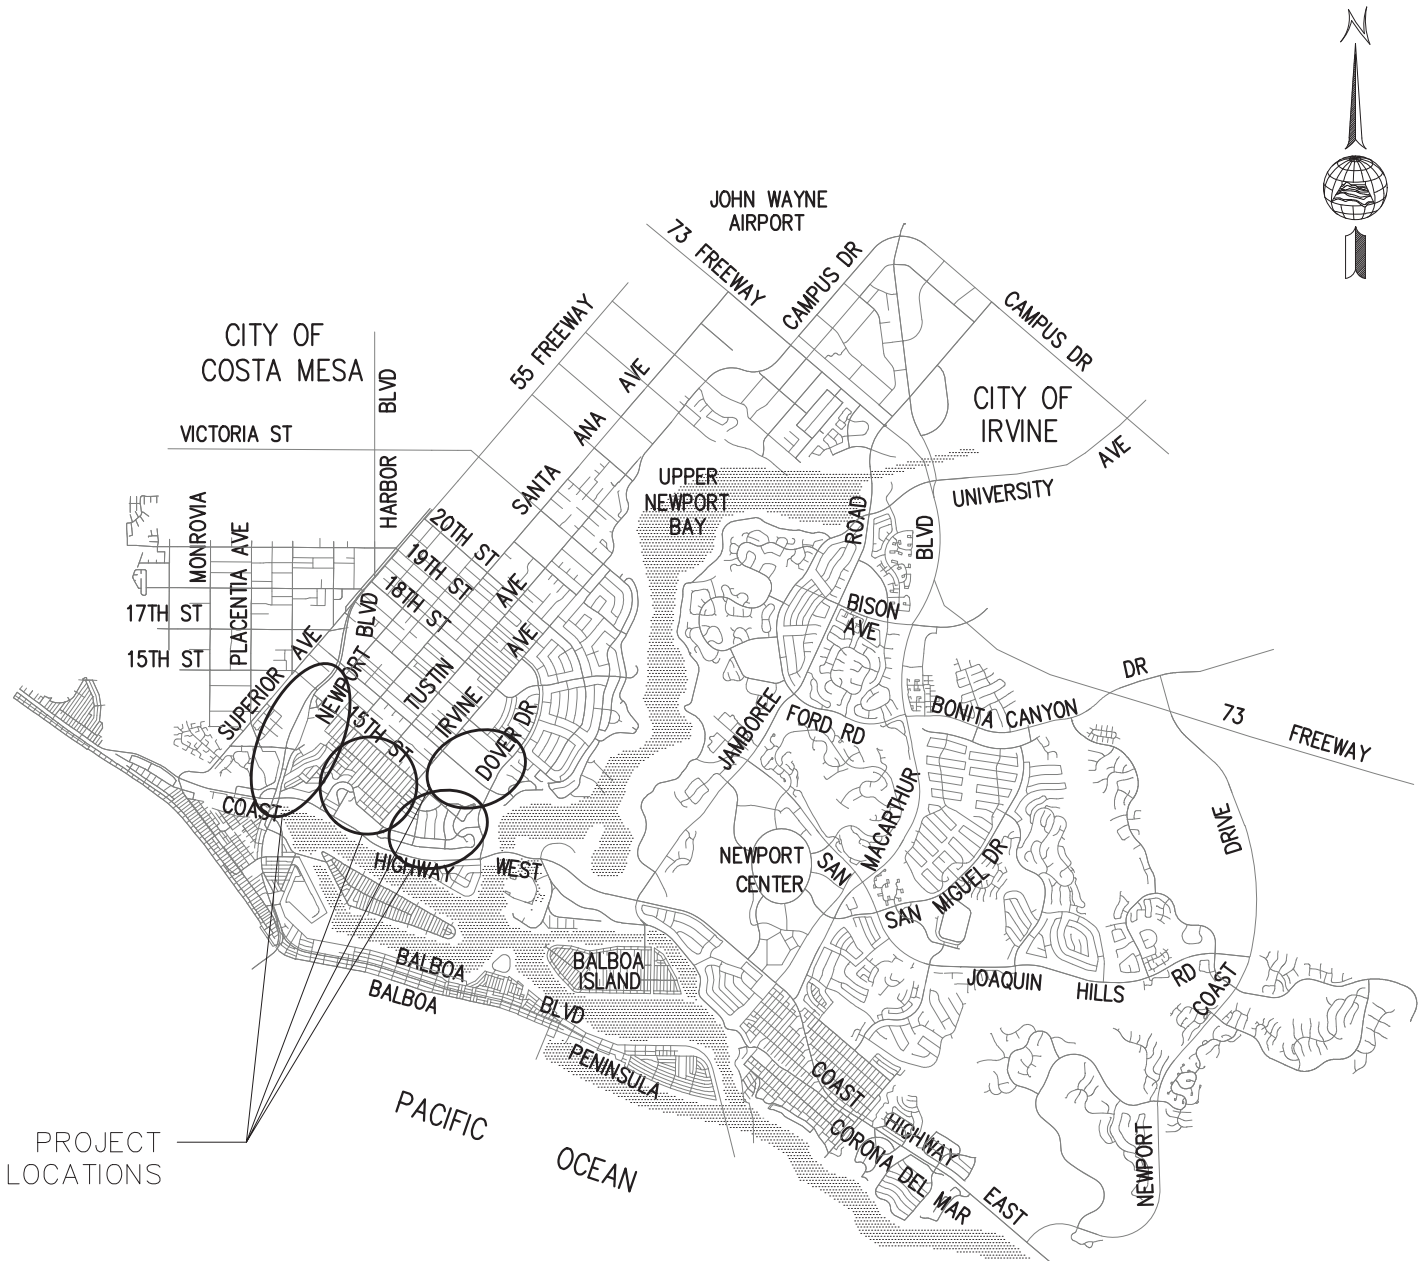 N
JOHN WAYNE
AIRPORT
73 FREEWAY
CAMPUS DR
CAMPUS DR
55 FREEWAY
CITY OF
COSTA MESA
HARBOR BLVD
VICTORIA ST
SANTA ANA AVE
CITY OF
IRVINE
UNIVERSITY AVE
UPPER
NEWPORT
BAY
MONROVIA
PLACENTIA AVE
20TH ST
19TH ST
18TH ST
17TH ST
15TH ST
SUPERIOR AVE
NEWPORT BLVD
TUSTIN AVE
IRVINE AVE
15TH ST
DOVER DR
JAMBOREE ROAD
MACARTHUR BLVD
BISON
AVE
FORD RD
BONITA CANYON DR
73 FREEWAY
NEWPORT
CENTER
SAN MIGUEL DR
SAN JOAQUIN HILLS RD
NEWPORT COAST DRIVE
COAST HIGHWAY WEST
BALBOA BLVD
BALBOA
ISLAND
BALBOA PENINSULA
COAST HIGHWAY EAST
CORONA DEL MAR
PACIFIC OCEAN
PROJECT
LOCATIONS